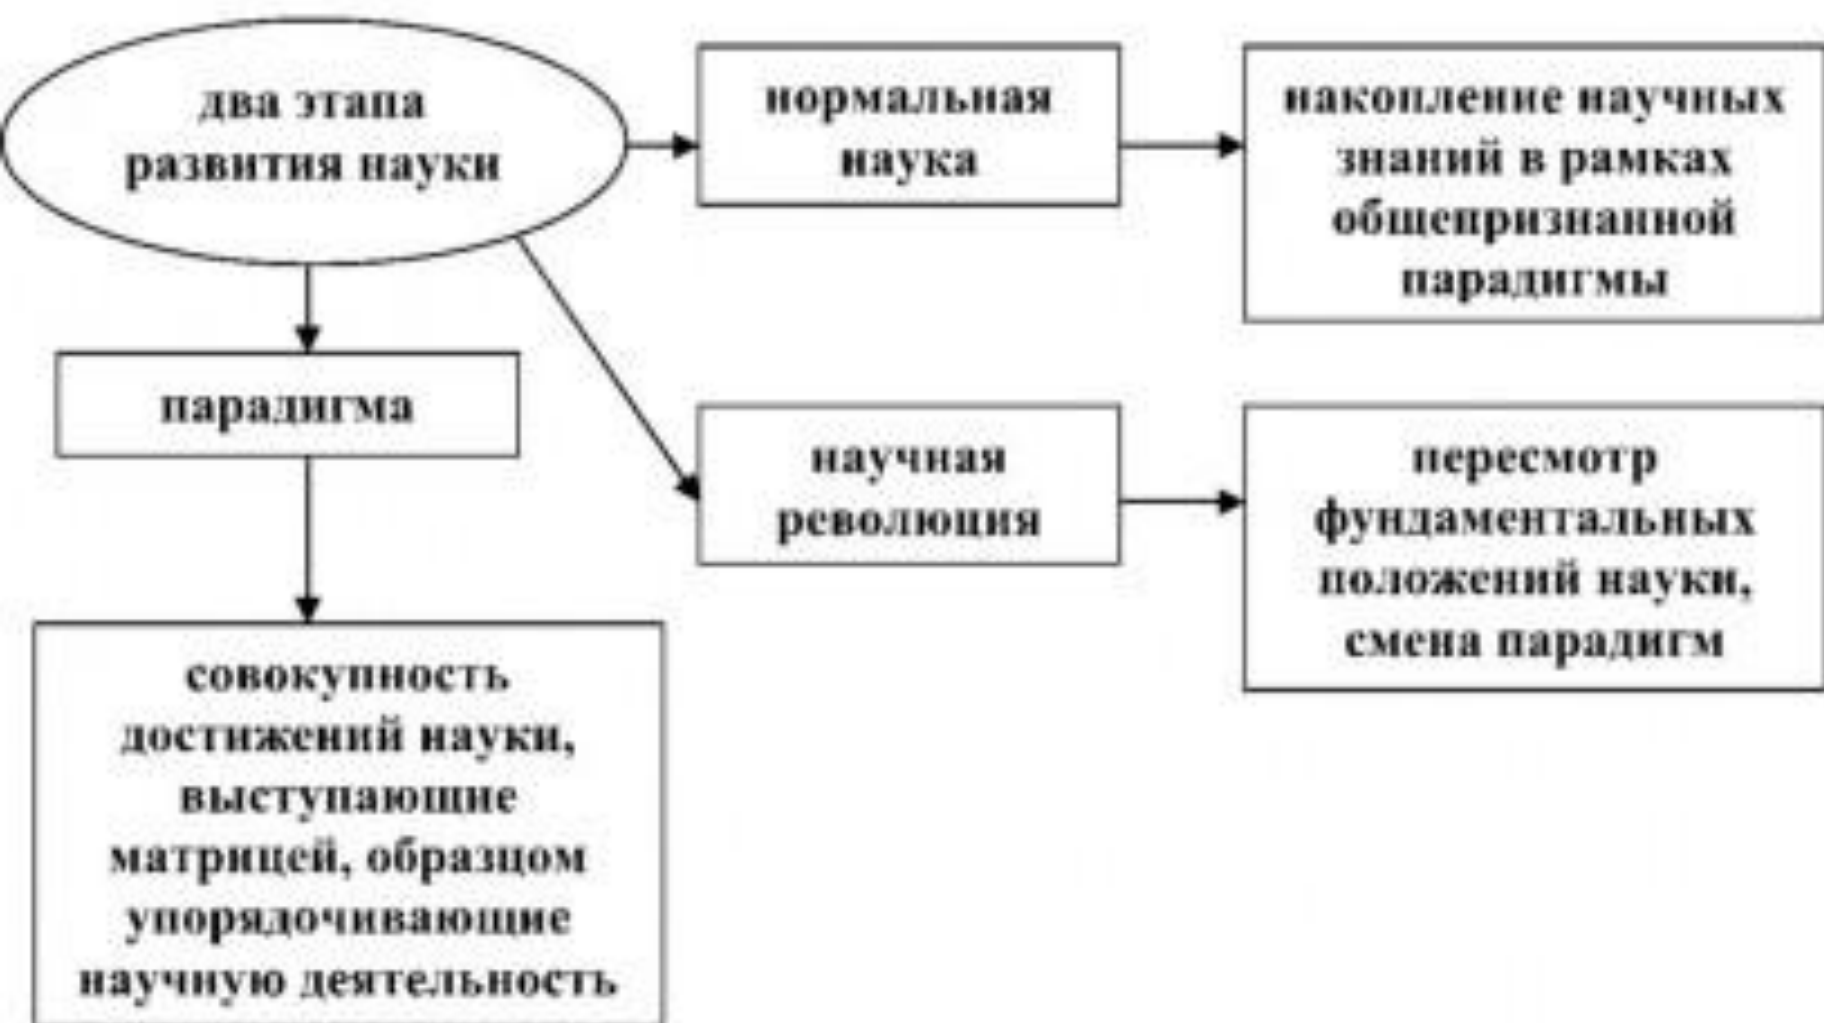 два этапа
развития науки
нормальная
наука
накопление научных
знаний в рамках
общепризнанной
парадигмы
парадигма
научная
революция
пересмотр
фундаментальных
положений науки,
смена парадигм
совокупность
достижений науки,
выступающие
матрицей, образцом
упорядочивающие
научную деятельность